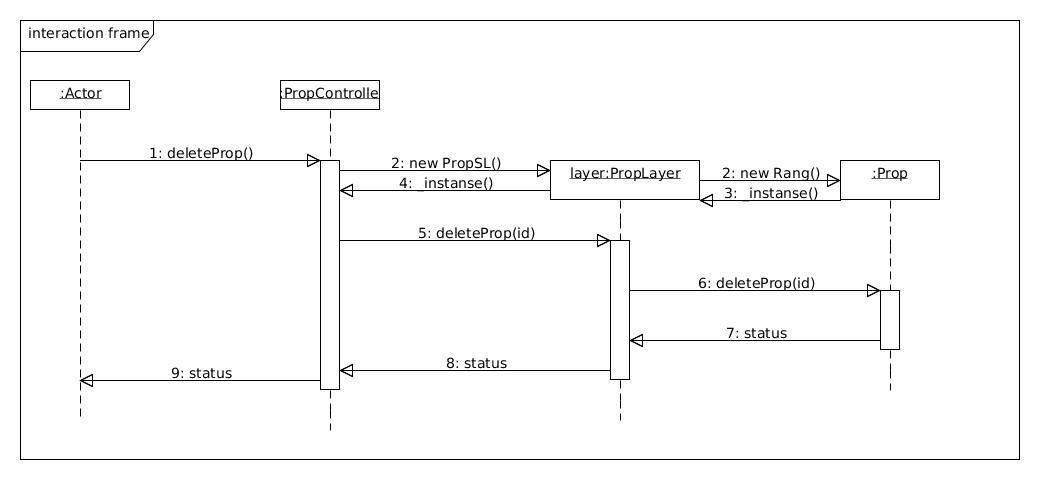 interaction frame
:Actor
:PropControlle
1: deleteProp()
2: new PropSL()
layer:PropLayer
2: new Rang()
:Prop
4: _instanse()
3: _instanse()
5: deleteProp(id)
6: deleteProp(id)
7: status
8: status
9: status